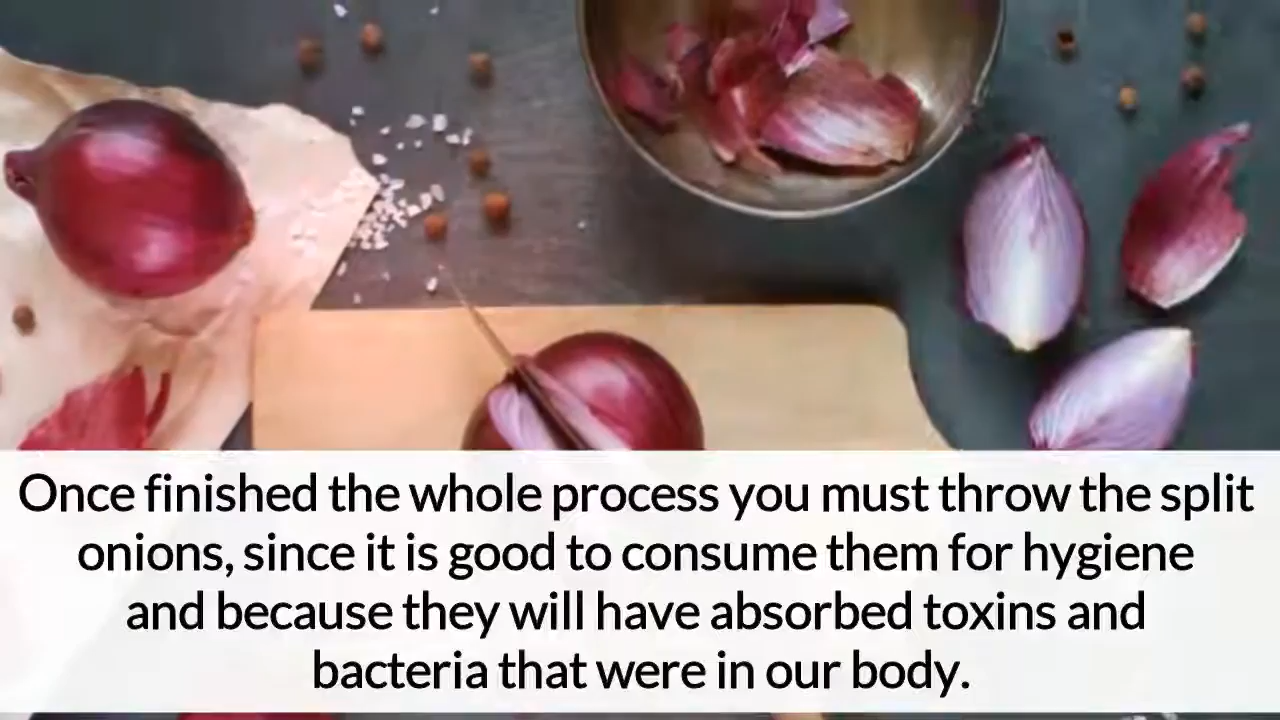 Once finished the whole process you must throw the split
onions, since it is good to consume them for hygiene
and because they will have absorbed toxins and
bacteria that were in our body.